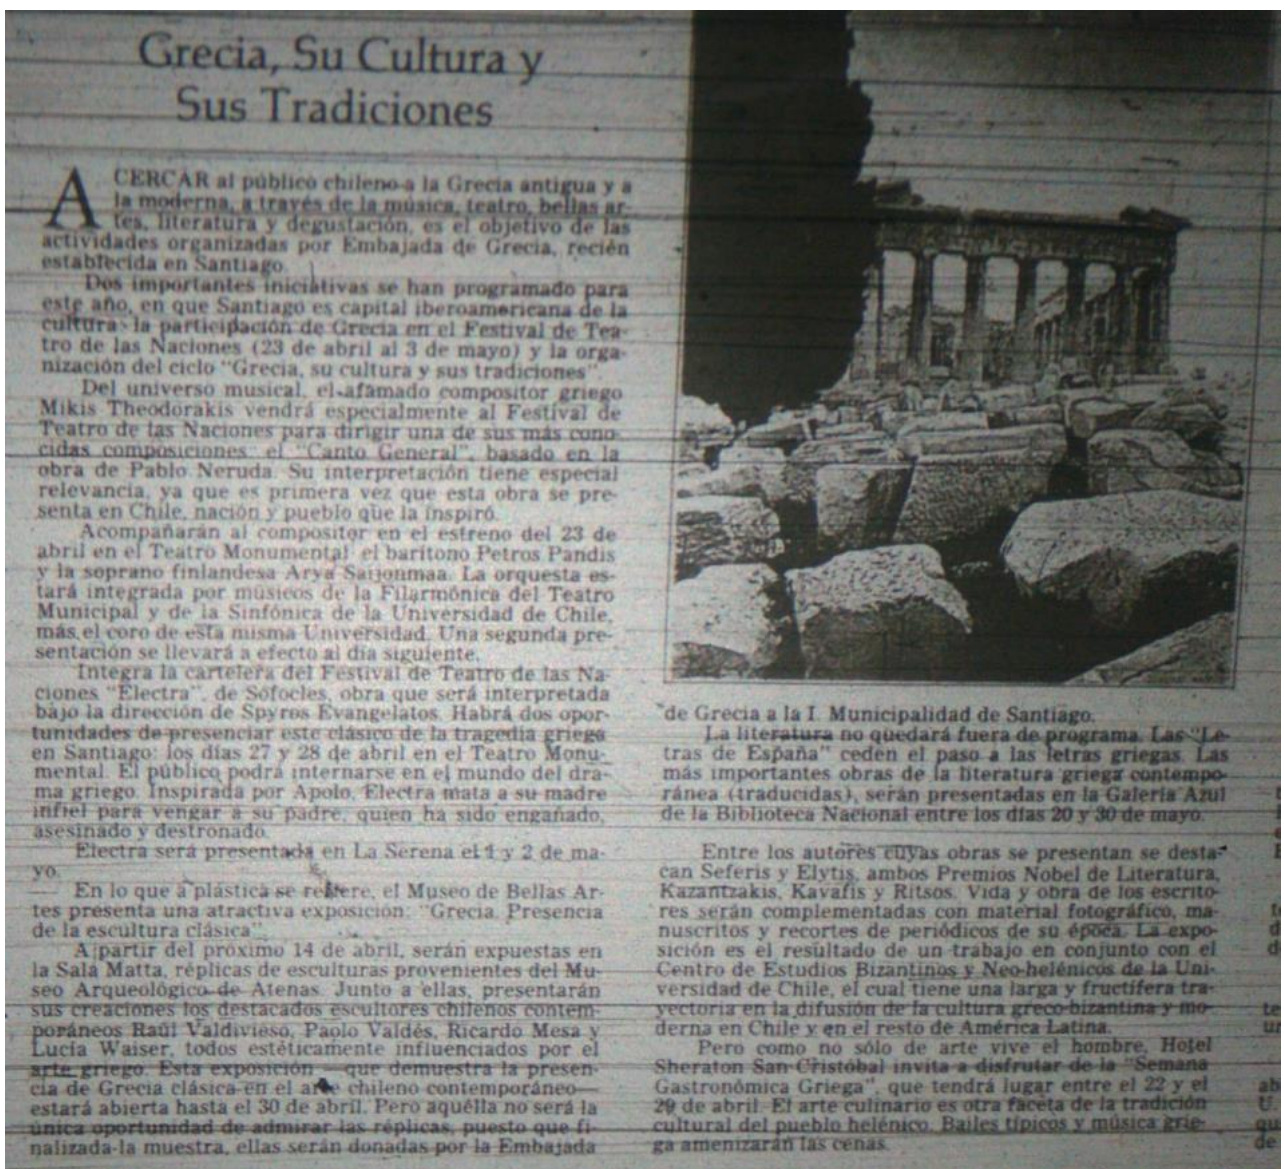 Grecia, Su Cultura y
Sus Tradiciones
ACERCAR al público chileno a la Grecia antigua y a
la moderna, a través de la música, teatro, bellas ar-
tes, literatura y degustación, es el objetivo de las
actividades organizadas por Embajada de Grecia, recién
establecida en Santiago.
Dos importantes iniciativas se han programado para
este año, en que Santiago es capital iberoamericana de la
cultura: la participación de Grecia en el Festival de Tea-
tro de las Naciones (23 de abril al 3 de mayo) y la orga-
nización del ciclo "Grecia, su cultura y sus tradiciones"
Del universo musical, el afamado compositor griego
Mikis Theodorakis vendrá especialmente al Festival de
Teatro de las Naciones para dirigir una de sus más cono-
cidas composiciones: el "Canto General", basado en la
obra de Pablo Neruda. Su interpretación tiene especial
relevancia, ya que es primera vez que esta obra se pre-
senta en Chile, nación y pueblo que la inspiró.
Acompañarán al compositor en el estreno del 23 de
abril en el Teatro Monumental el barítono Petros Pandis
y la soprano finlandesa Arya Saijonmaa. La orquesta es-
tará integrada por músicos de la Filarmónica del Teatro
Municipal y de la Sinfónica de la Universidad de Chile,
más el coro de esta misma Universidad. Una segunda pre-
sentación se llevará a efecto al día siguiente.
Integra la cartelera del Festival de Teatro de las Na-
ciones "Electra", de Sófocles, obra que será interpretada
bajo la dirección de Spyros Evangelatos. Habrá dos opor-
tunidades de presenciar este clásico de la tragedia griega
en Santiago: los días 27 y 28 de abril en el Teatro Monu-
mental. El público podrá internarse en el mundo del dra-
ma griego. Inspirada por Apolo, Electra mata a su madre
infiel para vengar a su padre, quien ha sido engañado,
asesinado y destronado.
Electra será presentada en La Serena el 1 y 2 de ma-
yo.
En lo que a plástica se refiere, el Museo de Bellas Ar-
tes presenta una atractiva exposición: "Grecia. Presencia
de la escultura clásica".
A partir del próximo 14 de abril, serán expuestas en
la Sala Matta, réplicas de esculturas provenientes del Mu-
seo Arqueológico de Atenas. Junto a ellas, presentarán
sus creaciones los destacados escultores chilenos contem-
poráneos Raúl Valdivieso, Paolo Valdés, Ricardo Mesa y
Lucía Waiser, todos estéticamente influenciados por el
arte griego. Esta exposición —que demuestra la presen-
cia de Grecia clásica en el arte chileno contemporáneo—
estará abierta hasta el 30 de abril. Pero aquélla no será la
única oportunidad de admirar las réplicas, puesto que fi-
nalizada la muestra, ellas serán donadas por la Embajada
de Grecia a la I. Municipalidad de Santiago.
La literatura no quedará fuera de programa. Las "Le-
tras de España" ceden el paso a las letras griegas. Las
más importantes obras de la literatura griega contempo-
ránea (traducidas), serán presentadas en la Galería Azul
de la Biblioteca Nacional entre los días 20 y 30 de mayo.
Entre los autores cuyas obras se presentan se desta-
can Seferis y Elytis, ambos Premios Nobel de Literatura,
Kazantzakis, Kavafis y Ritsos. Vida y obra de los escrito-
res serán complementadas con material fotográfico, ma-
nuscritos y recortes de periódicos de su época. La expo-
sición es el resultado de un trabajo en conjunto con el
Centro de Estudios Bizantinos y Neo-helénicos de la Uni-
versidad de Chile, el cual tiene una larga y fructífera tra-
yectoria en la difusión de la cultura greco-bizantina y mo-
derna en Chile y en el resto de América Latina.
Pero como no sólo de arte vive el hombre, Hotel
Sheraton San Cristóbal invita a disfrutar de la "Semana
Gastronómica Griega", que tendrá lugar entre el 22 y el
29 de abril. El arte culinario es otra faceta de la tradición
cultural del pueblo helénico. Bailes típicos y música grie-
ga amenizarán las cenas.